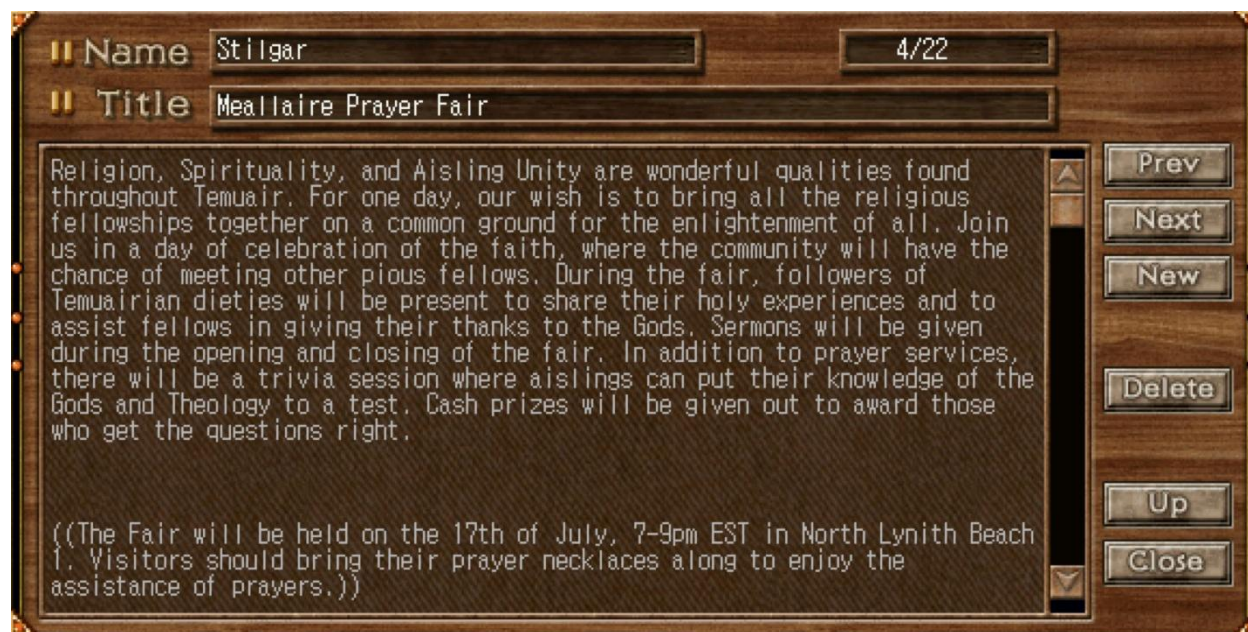 Name Stilgar 4/22
Title Meallaire Prayer Fair
Religion, Spirituality, and Aisling Unity are wonderful qualities found
throughout Temuair. For one day, our wish is to bring all the religious
fellowships together on a common ground for the enlightenment of all. Join
us in a day of celebration of the faith, where the community will have the
chance of meeting other pious fellows. During the fair, followers of
Temuairian dieties will be present to share their holy experiences and to
assist fellows in giving their thanks to the Gods. Sermons will be given
during the opening and closing of the fair. In addition to prayer services,
there will be a trivia session where aislings can put their knowledge of the
Gods and Theology to a test. Cash prizes will be given out to award those
who get the questions right.
((The Fair will be held on the 17th of July, 7-9pm EST in North Lynith Beach
1. Visitors should bring their prayer necklaces along to enjoy the
assistance of prayers.))
Prev
Next
New
Delete
Up
Close